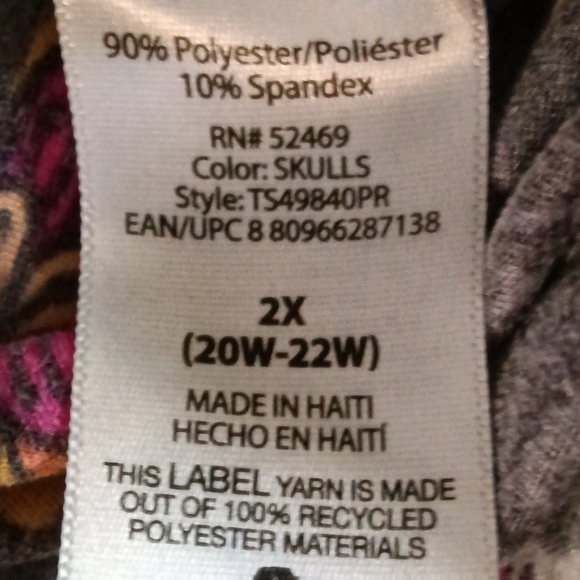 90% Polyester/Poliéster
10% Spandex
RN# 52469
Color: SKULLS
Style: TS49840PR
EAN/UPC 8 80966287138
2X
(20W-22W)
MADE IN HAITI
HECHO EN HAITÍ
THIS LABEL YARN IS MADE
OUT OF 100% RECYCLED
POLYESTER MATERIALS